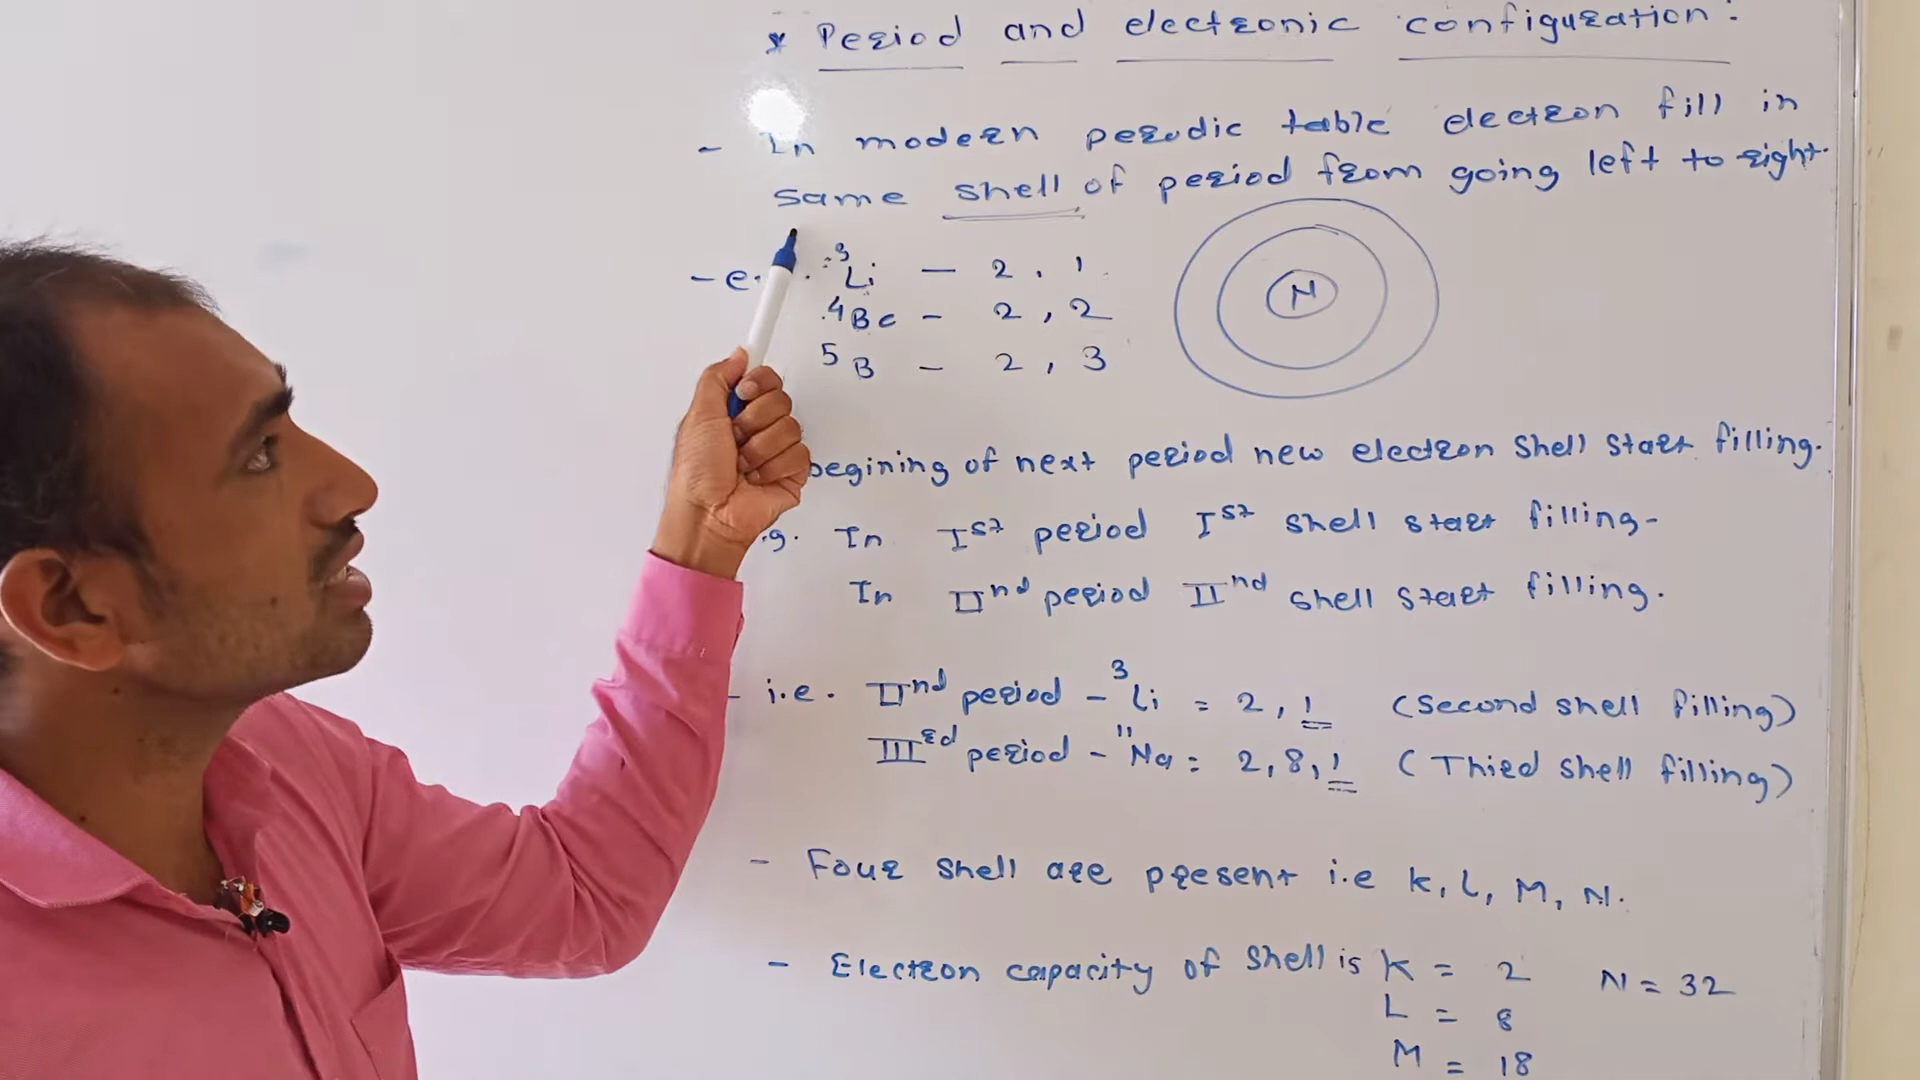 * Period and electronic configuration :
- In modern perodic table electron fill in
same shell of period from going left to right.
- e. . ³Li - 2, 1
⁴Be - 2, 2
⁵B - 2, 3
N
begining of next period new electron shell start filling.
.g. In Iˢᵗ period Iˢᵗ shell start filling-
In IIⁿᵈ period IIⁿᵈ shell start filling.
- i.e. IIⁿᵈ period - ³Li = 2, 1 (Second shell filling)
IIIʳᵈ period - ¹¹Na = 2, 8, 1 (Third shell filling)
- Four shell are present i.e K, L, M, N.
- Electron capacity of shell is K = 2 N = 32
L = 8
M = 18